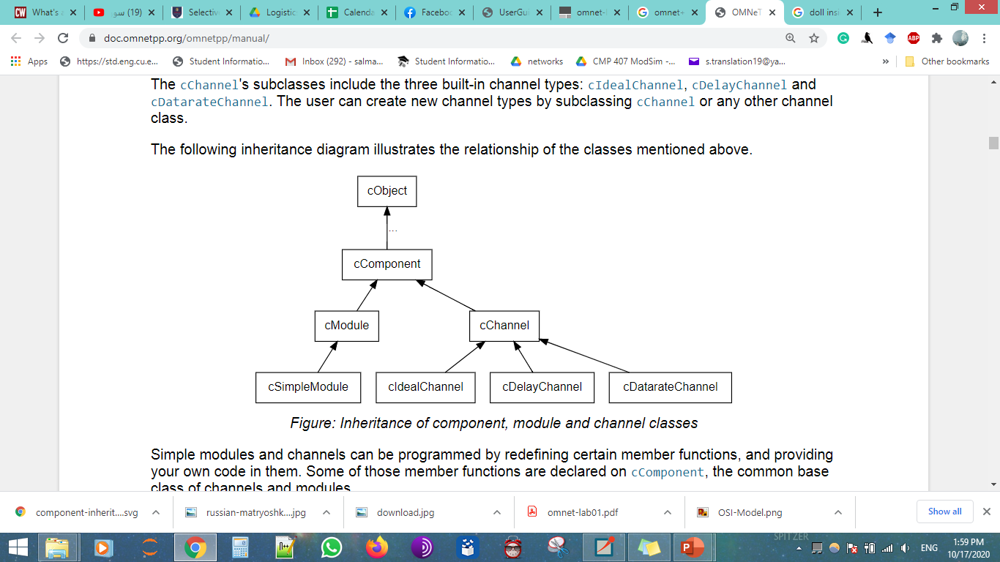 What's a
(19) سو
Selectiv
Logistic
Calenda
Faceboo
UserGui
omnet-l
omnet+
OMNeT
doll insi
doc.omnetpp.org/omnetpp/manual/
Apps
https://std.eng.cu.e...
Student Informatio...
Inbox (292) - salma...
Student Informatio...
networks
CMP 407 ModSim -...
s.translation19@ya...
»
Other bookmarks
The cChannel's subclasses include the three built-in channel types: cIdealChannel, cDelayChannel and
cDatarateChannel. The user can create new channel types by subclassing cChannel or any other channel
class.
The following inheritance diagram illustrates the relationship of the classes mentioned above.
cObject
...
cComponent
cModule
cChannel
cSimpleModule
cIdealChannel
cDelayChannel
cDatarateChannel
Figure: Inheritance of component, module and channel classes
Simple modules and channels can be programmed by redefining certain member functions, and providing
your own code in them. Some of those member functions are declared on cComponent, the common base
class of channels and modules.
component-inherit....svg
russian-matryoshk....jpg
download.jpg
omnet-lab01.pdf
OSI-Model.png
Show all
SPITZER
ENG
1:59 PM
10/17/2020